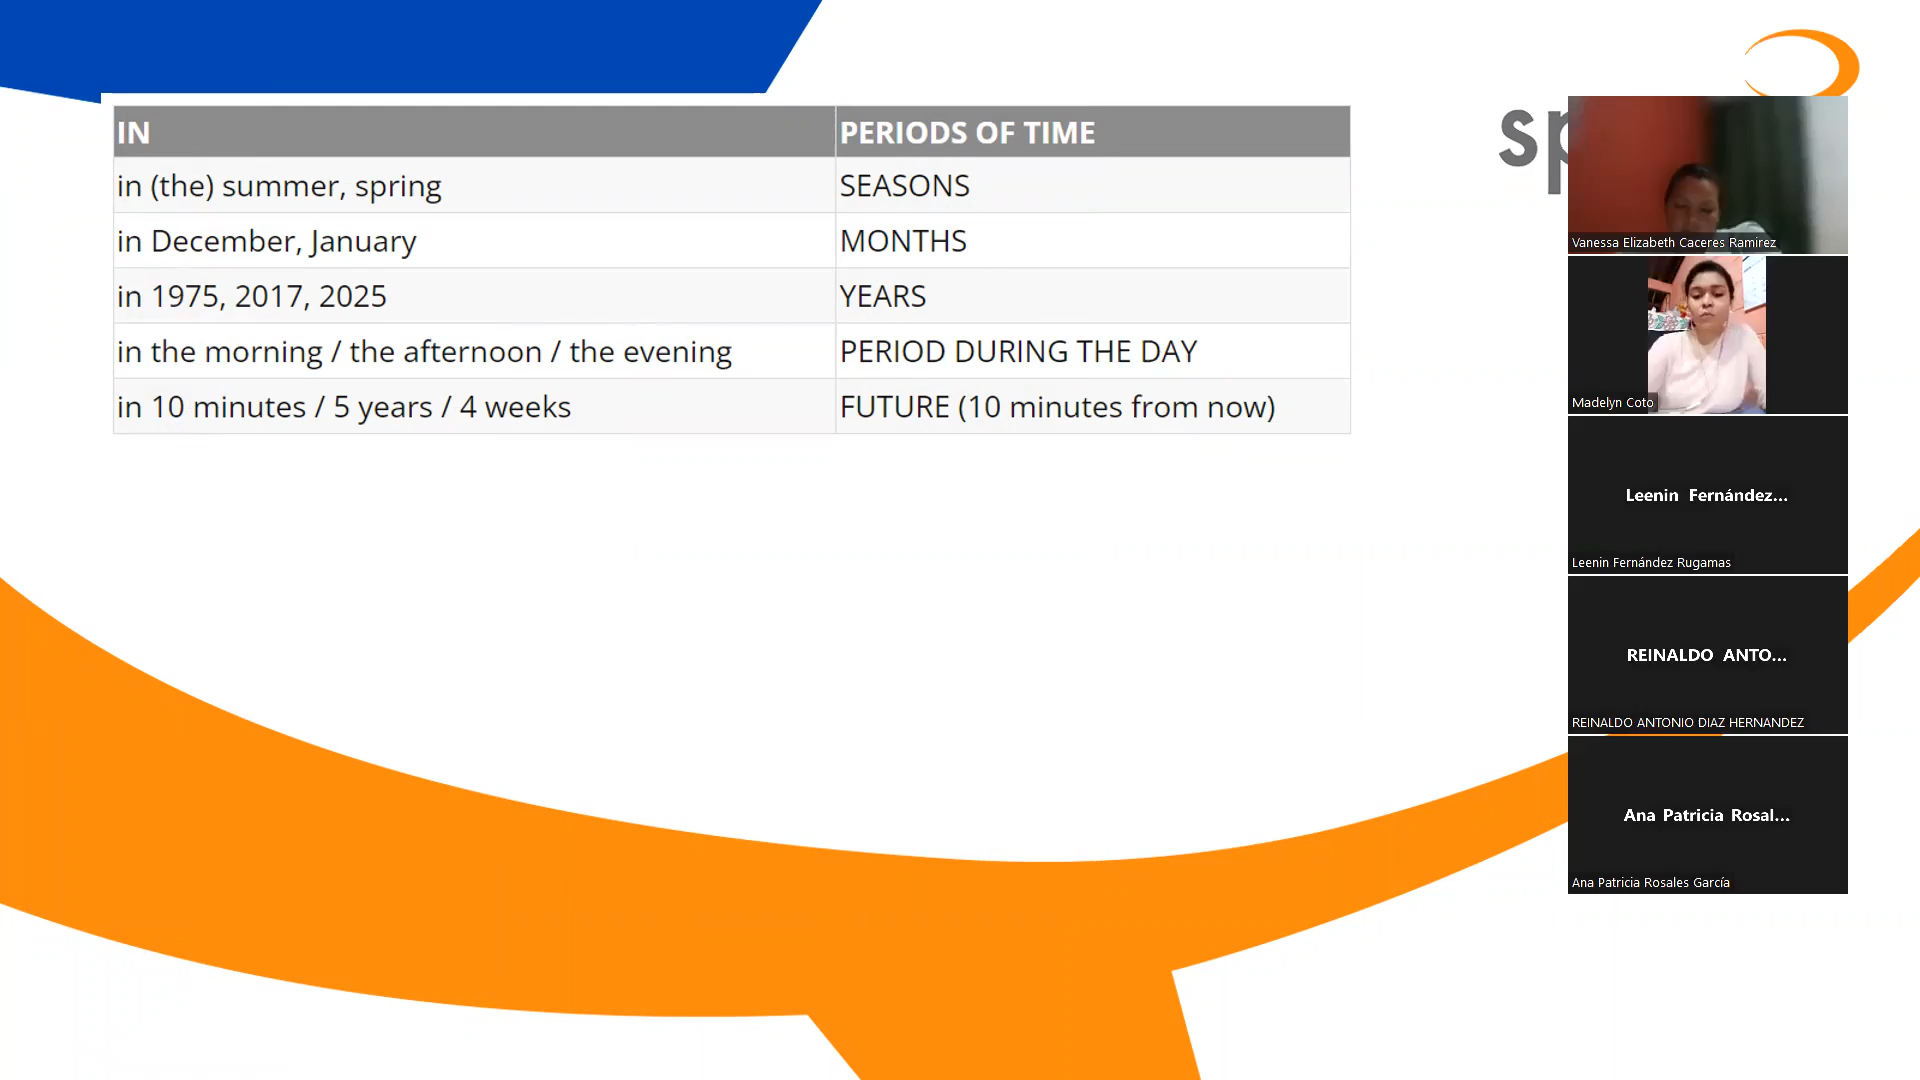 IN PERIODS OF TIME
in (the) summer, spring SEASONS
in December, January MONTHS
in 1975, 2017, 2025 YEARS
in the morning / the afternoon / the evening PERIOD DURING THE DAY
in 10 minutes / 5 years / 4 weeks FUTURE (10 minutes from now)
Vanessa Elizabeth Caceres Ramirez
Madelyn Coto
Leenin Fernández...
Leenin Fernández Rugamas
REINALDO ANTO...
REINALDO ANTONIO DIAZ HERNANDEZ
Ana Patricia Rosal...
Ana Patricia Rosales García